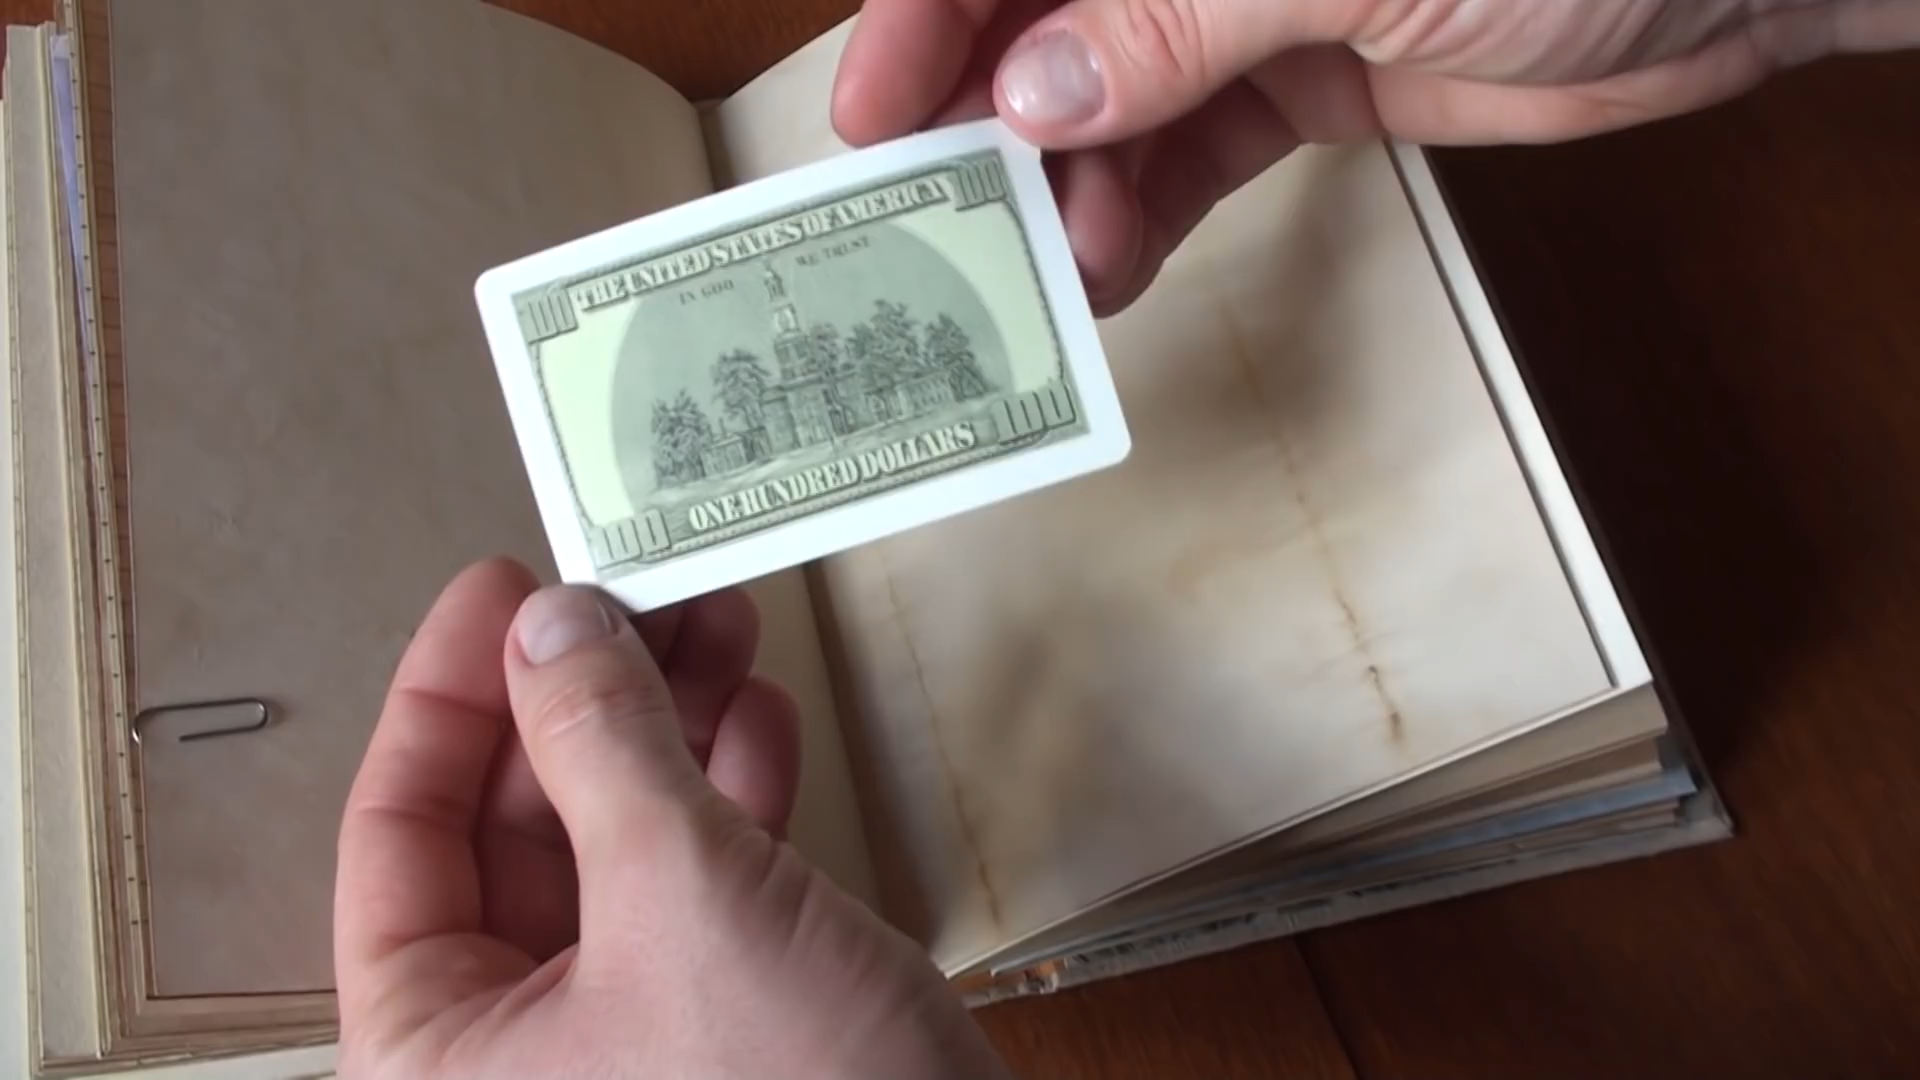 100 THE UNITED STATES OF AMERICA 100
IN GOD WE TRUST
100 ONE HUNDRED DOLLARS 100